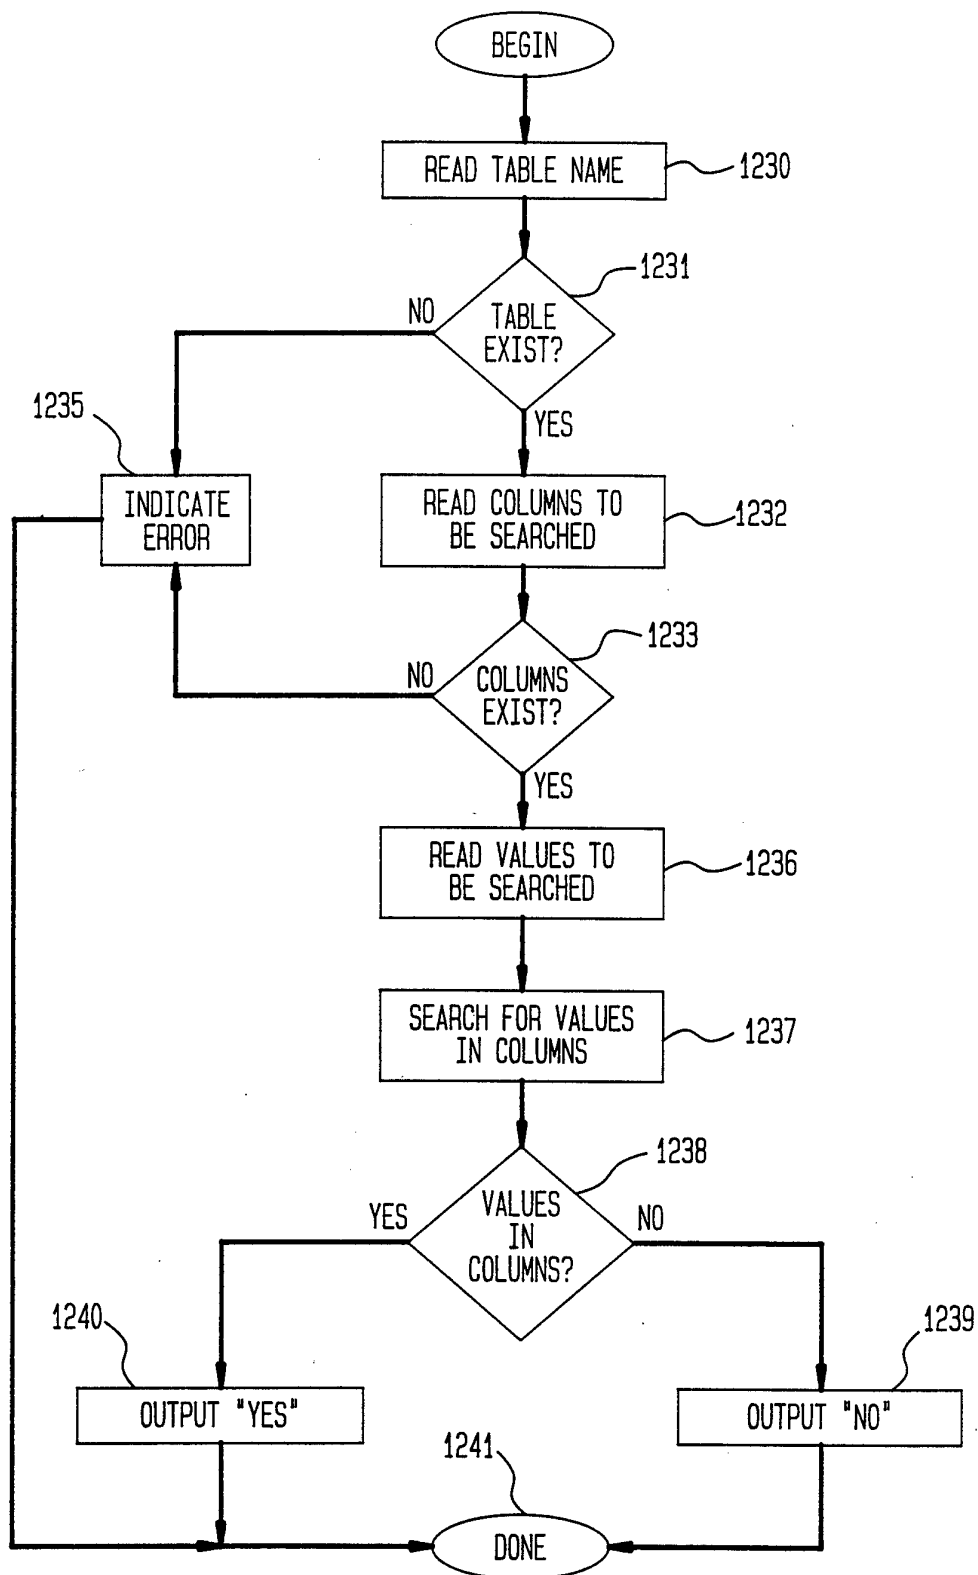 BEGIN
READ TABLE NAME
1230
1231
NO
TABLE
EXIST?
YES
1235
INDICATE
ERROR
READ COLUMNS TO
BE SEARCHED
1232
1233
NO
COLUMNS
EXIST?
YES
READ VALUES TO
BE SEARCHED
1236
SEARCH FOR VALUES
IN COLUMNS
1237
1238
YES
VALUES
IN
COLUMNS?
NO
1240
1239
OUTPUT "YES"
OUTPUT "NO"
1241
DONE